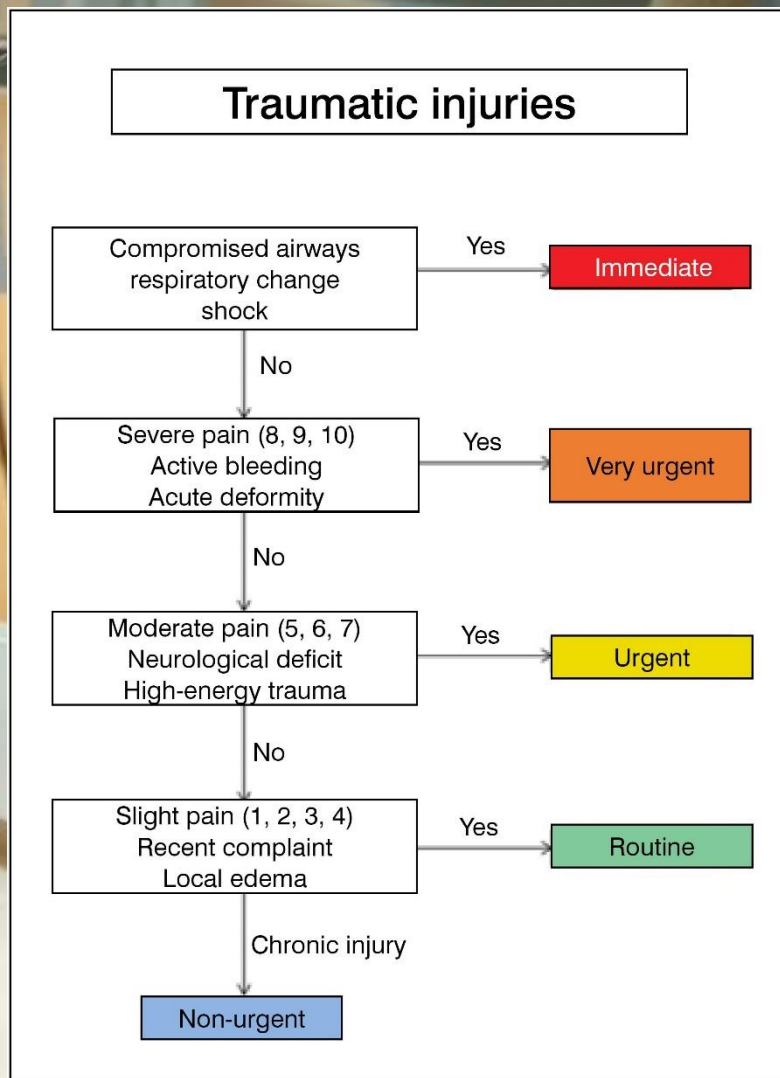 Traumatic injuries
Compromised airways
respiratory change
shock
Yes
Immediate
No
Severe pain (8, 9, 10)
Active bleeding
Acute deformity
Yes
Very urgent
No
Moderate pain (5, 6, 7)
Neurological deficit
High-energy trauma
Yes
Urgent
No
Slight pain (1, 2, 3, 4)
Recent complaint
Local edema
Yes
Routine
Chronic injury
Non-urgent